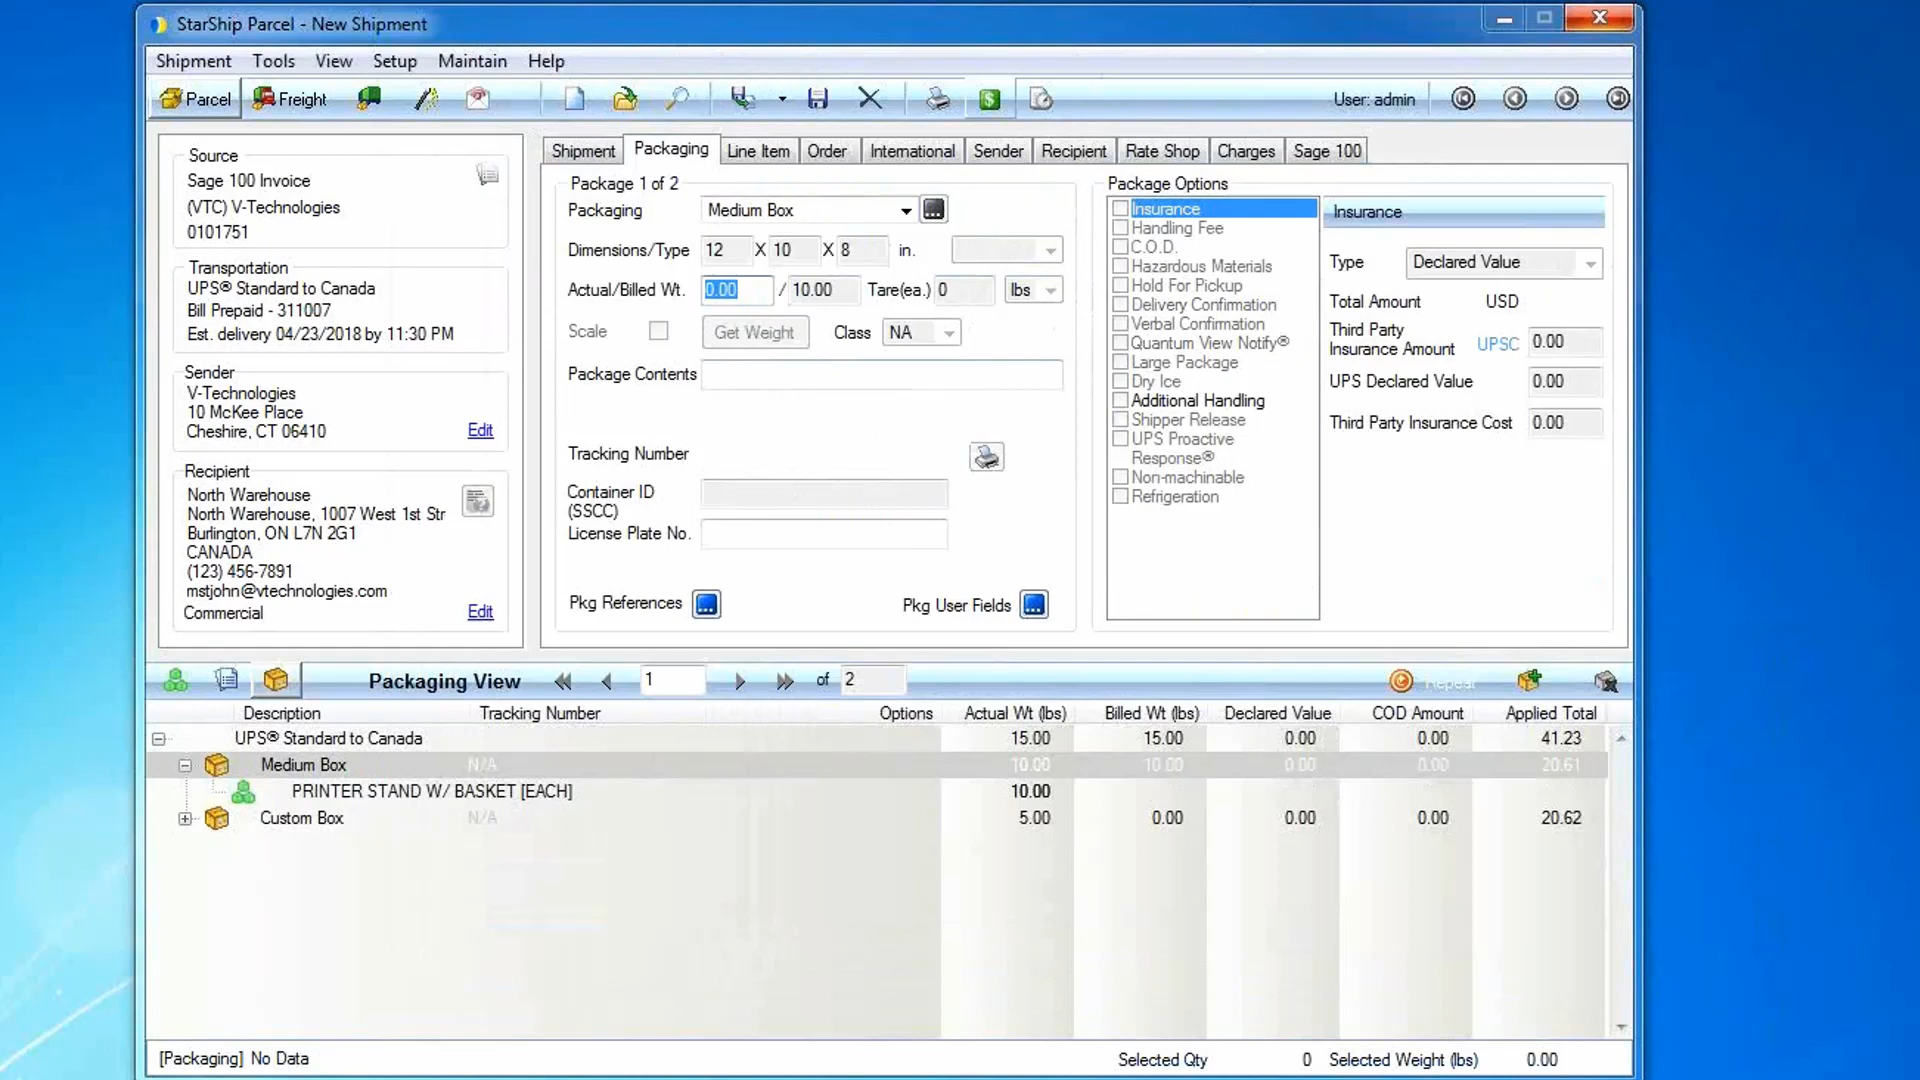 StarShip Parcel - New Shipment
Shipment Tools View Setup Maintain Help
Parcel Freight User: admin
Source
Sage 100 Invoice
(VTC) V-Technologies
0101751
Transportation
UPS® Standard to Canada
Bill Prepaid - 311007
Est. delivery 04/23/2018 by 11:30 PM
Sender
V-Technologies
10 McKee Place
Cheshire, CT 06410 Edit
Recipient
North Warehouse
North Warehouse, 1007 West 1st Str
Burlington, ON L7N 2G1
CANADA
(123) 456-7891
mstjohn@vtechnologies.com
Commercial Edit
Shipment Packaging Line Item Order International Sender Recipient Rate Shop Charges Sage 100
Package 1 of 2
Packaging Medium Box
Dimensions/Type 12 X 10 X 8 in.
Actual/Billed Wt. 0.00 / 10.00 Tare(ea.) 0 lbs
Scale Get Weight Class NA
Package Contents
Tracking Number
Container ID
(SSCC)
License Plate No.
Pkg References Pkg User Fields
Package Options
Insurance
Handling Fee
C.O.D.
Hazardous Materials
Hold For Pickup
Delivery Confirmation
Verbal Confirmation
Quantum View Notify®
Large Package
Dry Ice
Additional Handling
Shipper Release
UPS Proactive
Response®
Non-machinable
Refrigeration
Insurance
Type Declared Value
Total Amount USD
Third Party
Insurance Amount UPSC 0.00
UPS Declared Value 0.00
Third Party Insurance Cost 0.00
Packaging View 1 of 2 Repeat
Description Tracking Number Options Actual Wt (lbs) Billed Wt (lbs) Declared Value COD Amount Applied Total
UPS® Standard to Canada 15.00 15.00 0.00 0.00 41.23
Medium Box N/A 10.00 10.00 0.00 0.00 20.61
PRINTER STAND W/ BASKET [EACH] 10.00
Custom Box N/A 5.00 0.00 0.00 0.00 20.62
[Packaging] No Data Selected Qty 0 Selected Weight (lbs) 0.00